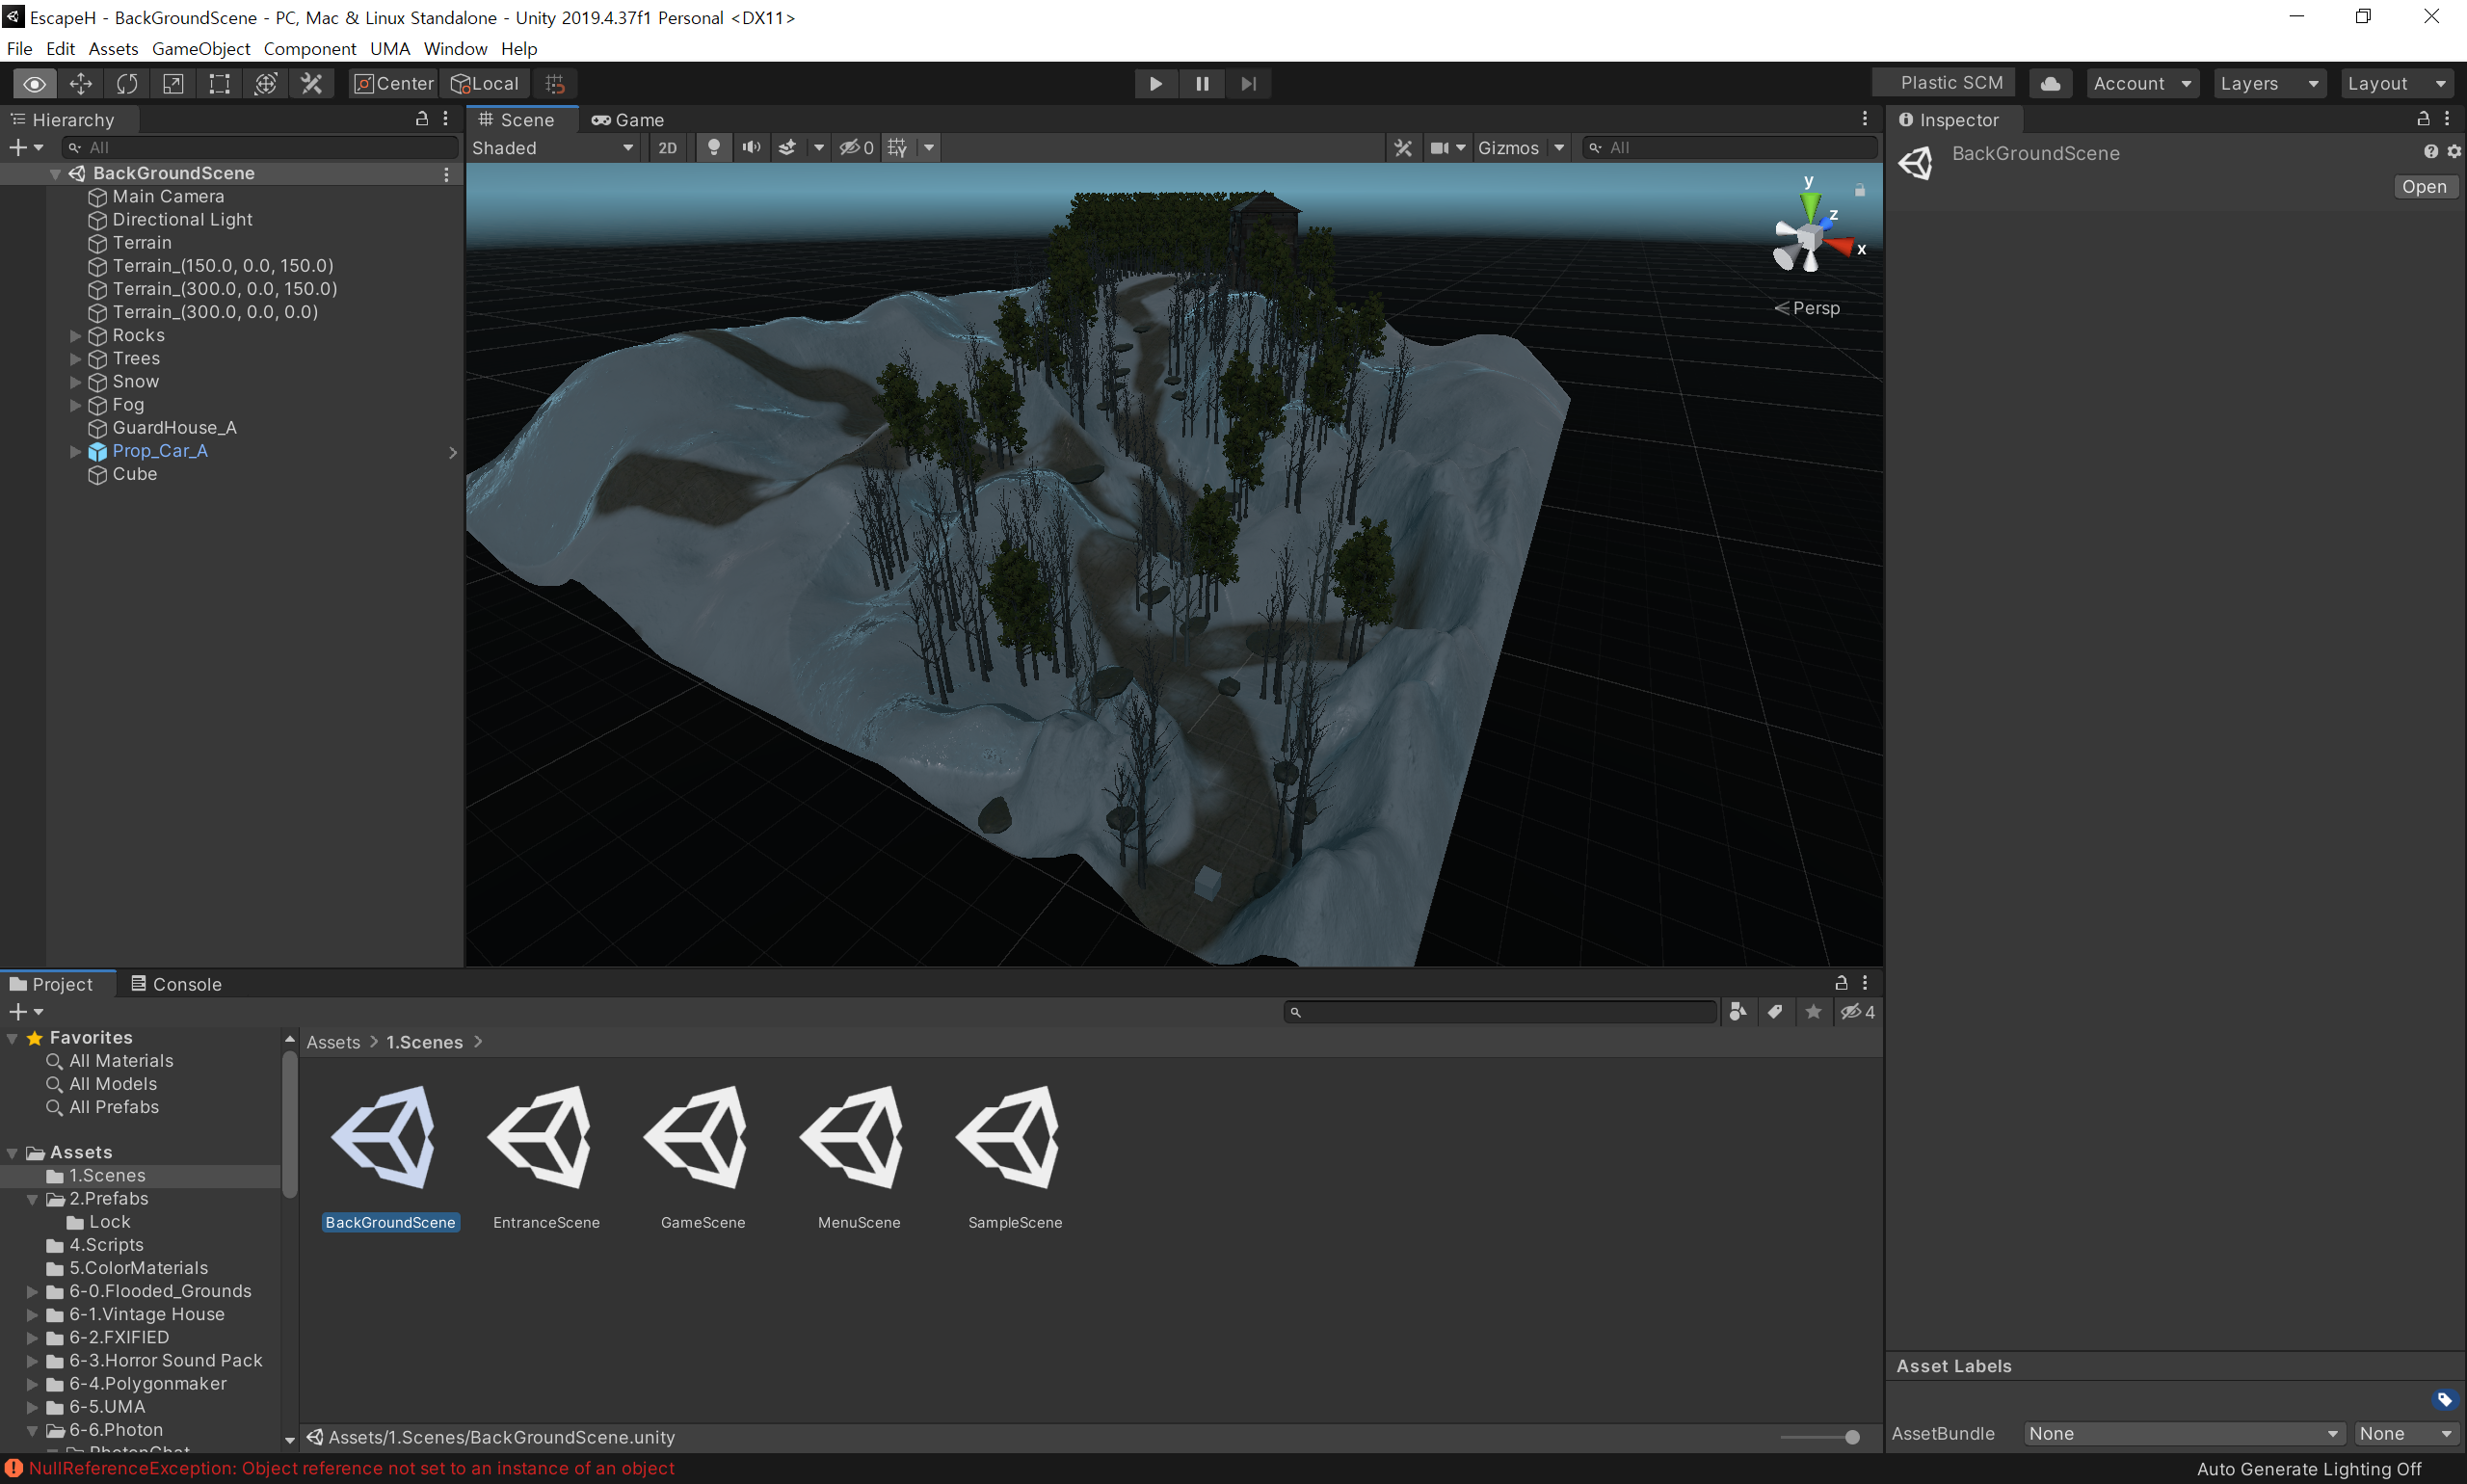 EscapeH - BackGroundScene - PC, Mac & Linux Standalone - Unity 2019.4.37f1 Personal <DX11>
File Edit Assets GameObject Component UMA Window Help
Center Local Plastic SCM Account Layers Layout
Hierarchy
All
BackGroundScene
Main Camera
Directional Light
Terrain
Terrain_(150.0, 0.0, 150.0)
Terrain_(300.0, 0.0, 150.0)
Terrain_(300.0, 0.0, 0.0)
Rocks
Trees
Snow
Fog
GuardHouse_A
Prop_Car_A
Cube
Scene Game
Shaded 2D 0 Gizmos All
y
z
x
Persp
Inspector
BackGroundScene
Open
Project Console
4
Favorites
All Materials
All Models
All Prefabs
Assets
1.Scenes
2.Prefabs
Lock
4.Scripts
5.ColorMaterials
6-0.Flooded_Grounds
6-1.Vintage House
6-2.FXIFIED
6-3.Horror Sound Pack
6-4.Polygonmaker
6-5.UMA
6-6.Photon
PhotonChat
Assets > 1.Scenes >
BackGroundScene EntranceScene GameScene MenuScene SampleScene
Assets/1.Scenes/BackGroundScene.unity
Asset Labels
AssetBundle None None
NullReferenceException: Object reference not set to an instance of an object
Auto Generate Lighting Off